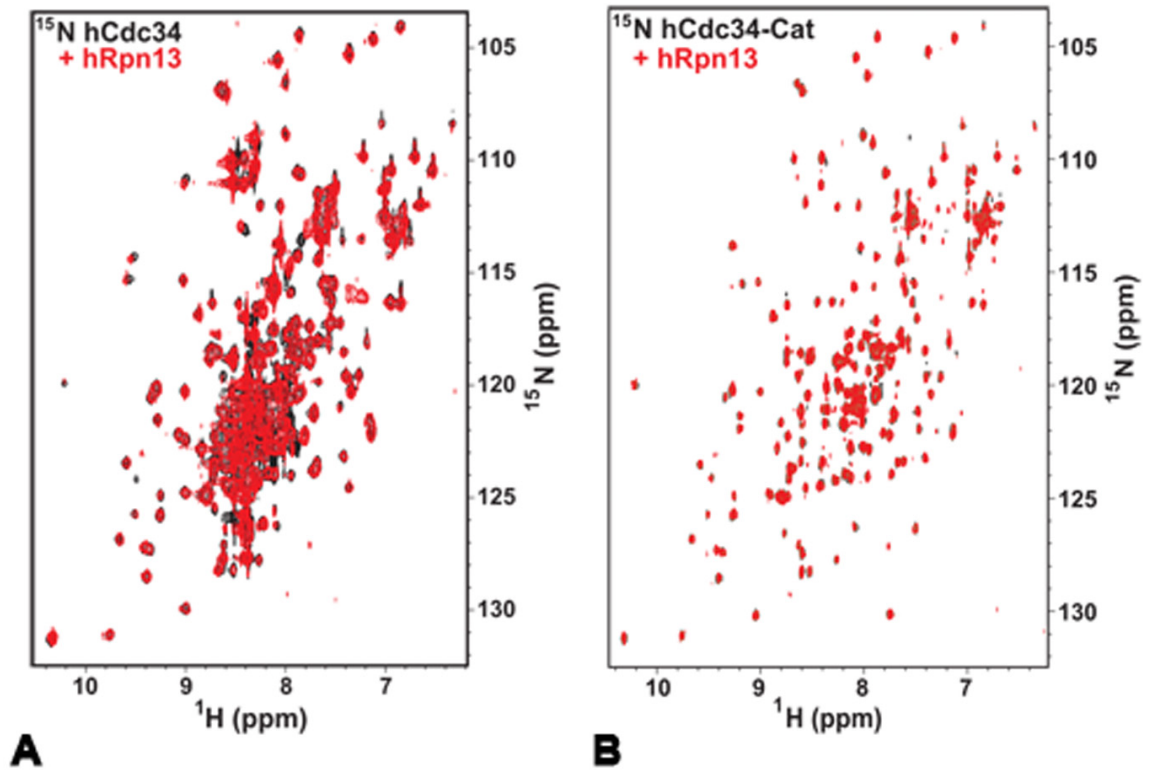 ¹⁵N hCdc34
+ hRpn13
105
110
115
120
125
130
¹⁵N (ppm)
10 9 8 7
¹H (ppm)
A
¹⁵N hCdc34-Cat
+ hRpn13
105
110
115
120
125
130
¹⁵N (ppm)
10 9 8 7
¹H (ppm)
B